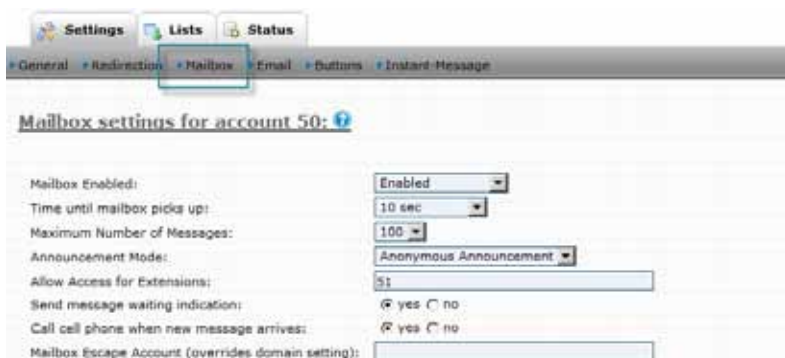 Settings Lists Status
General Redirection Mailbox Email Buttons Instant Message
Mailbox settings for account 50:
Mailbox Enabled: Enabled
Time until mailbox picks up: 10 sec
Maximum Number of Messages: 100
Announcement Mode: Anonymous Announcement
Allow Access for Extensions: 51
Send message waiting indication: yes no
Call cell phone when new message arrives: yes no
Mailbox Escape Account (overrides domain setting):